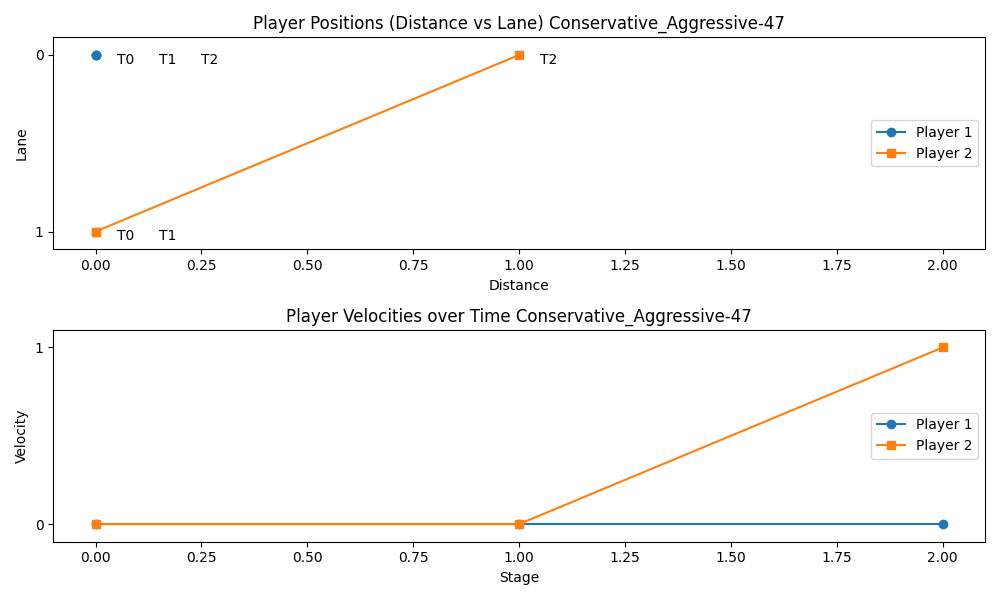 Player Positions (Distance vs Lane) Conservative_Aggressive-47
0
T0 T1 T2
T2
Lane
Player 1
Player 2
1
T0 T1
0.00 0.25 0.50 0.75 1.00 1.25 1.50 1.75 2.00
Distance
Player Velocities over Time Conservative_Aggressive-47
1
Velocity
Player 1
Player 2
0
0.00 0.25 0.50 0.75 1.00 1.25 1.50 1.75 2.00
Stage